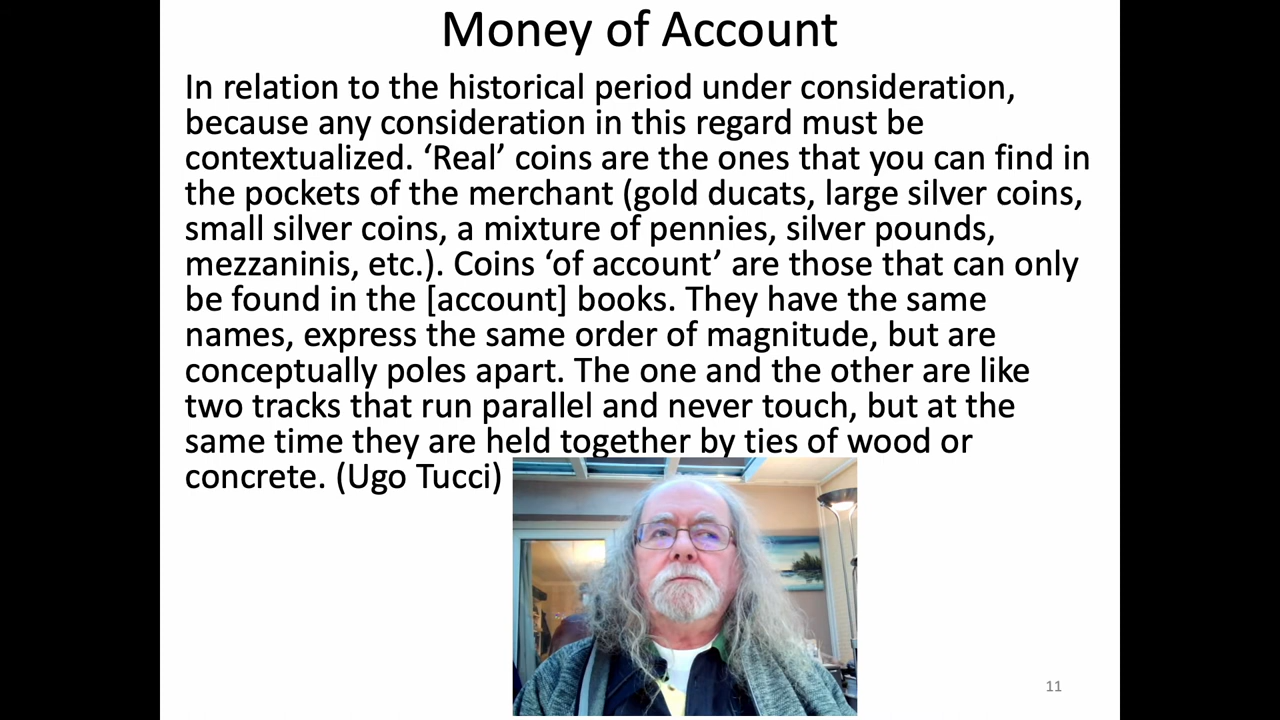 Money of Account
In relation to the historical period under consideration,
because any consideration in this regard must be
contextualized. ‘Real’ coins are the ones that you can find in
the pockets of the merchant (gold ducats, large silver coins,
small silver coins, a mixture of pennies, silver pounds,
mezzaninis, etc.). Coins ‘of account’ are those that can only
be found in the [account] books. They have the same
names, express the same order of magnitude, but are
conceptually poles apart. The one and the other are like
two tracks that run parallel and never touch, but at the
same time they are held together by ties of wood or
concrete. (Ugo Tucci)
11